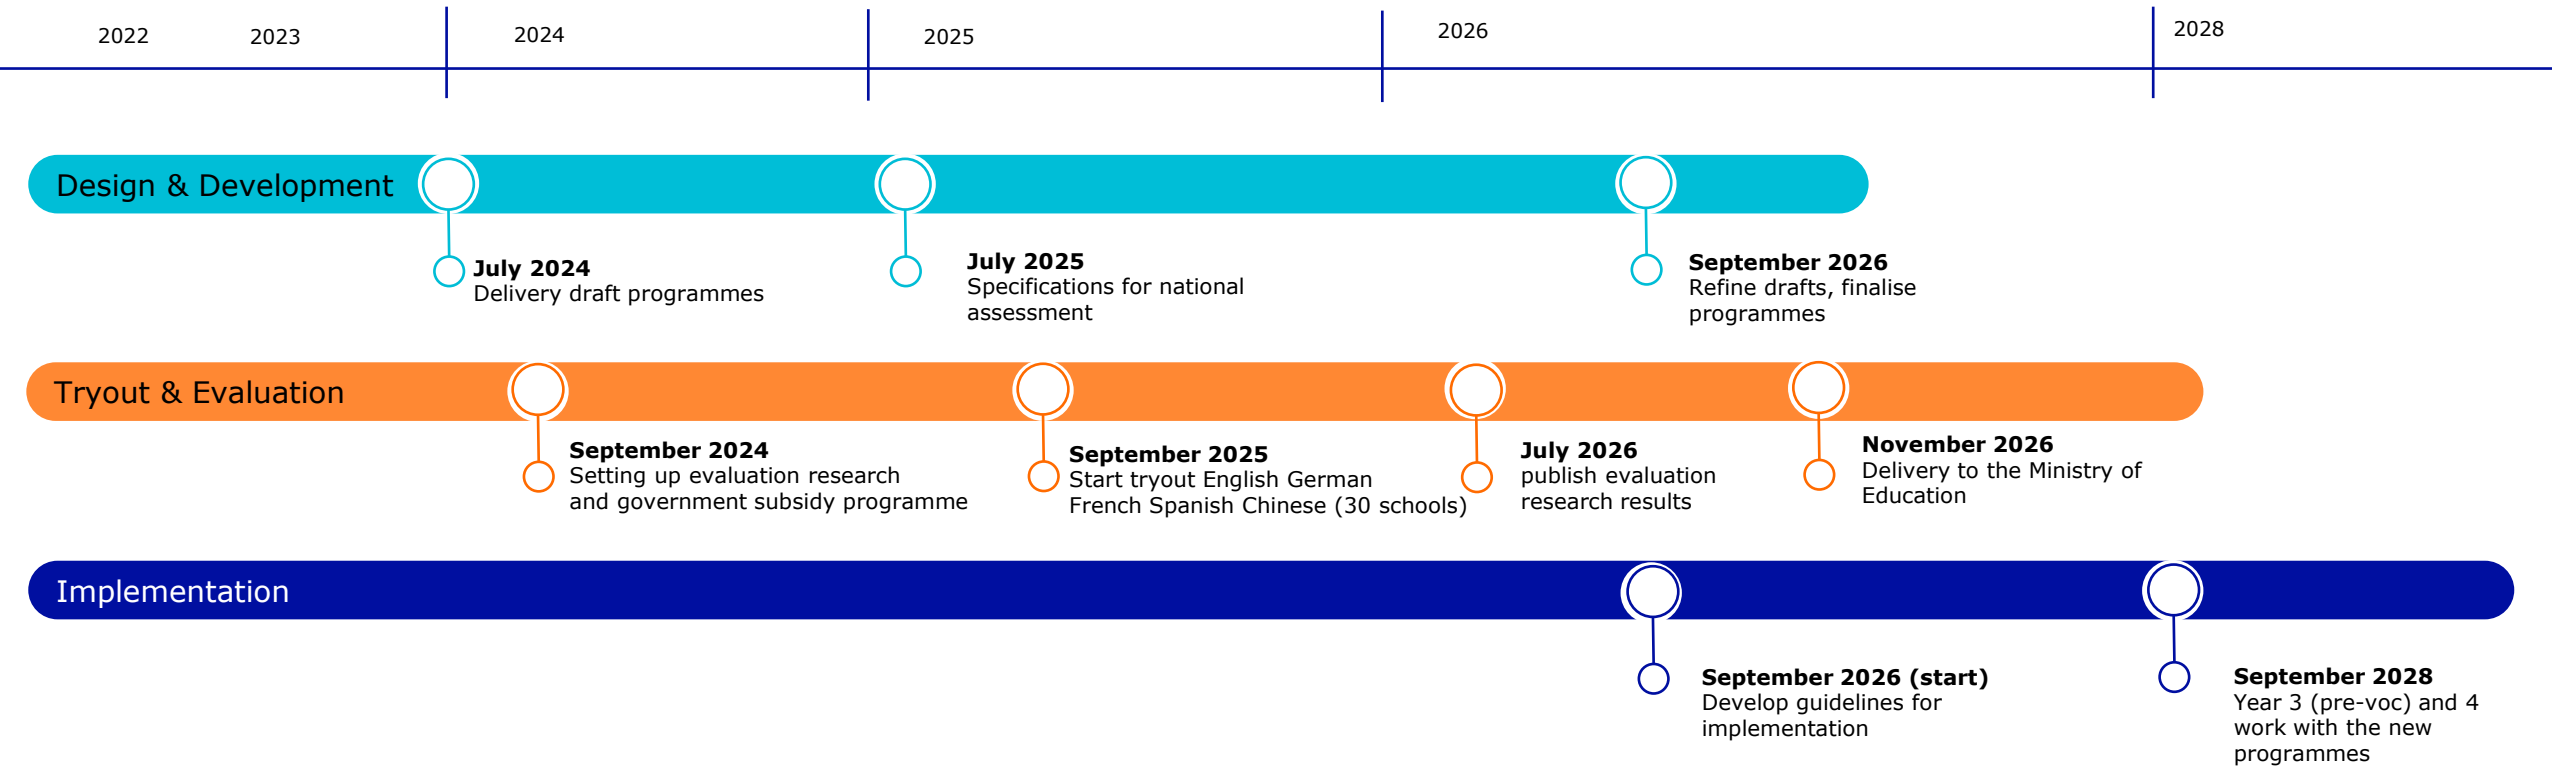 2022
2023
2024
2025
2026
2028
Design & Development
July 2024
Delivery draft programmes
July 2025
Specifications for national
assessment
September 2026
Refine drafts, finalise
programmes
Tryout & Evaluation
September 2024
Setting up evaluation research
and government subsidy programme
September 2025
Start tryout English German
French Spanish Chinese (30 schools)
July 2026
publish evaluation
research results
November 2026
Delivery to the Ministry of
Education
Implementation
September 2026 (start)
Develop guidelines for
implementation
September 2028
Year 3 (pre-voc) and 4
work with the new
programmes